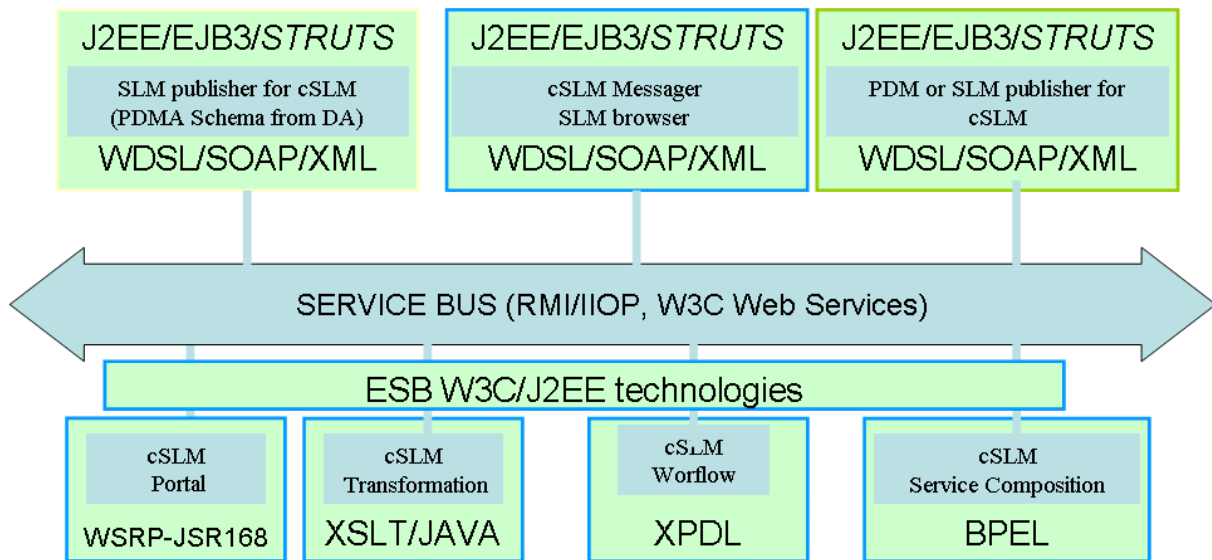 J2EE/EJB3/STRUTS
SLM publisher for cSLM
(PDMA Schema from DA)
WDSL/SOAP/XML
J2EE/EJB3/STRUTS
cSLM Messager
SLM browser
WDSL/SOAP/XML
J2EE/EJB3/STRUTS
PDM or SLM publisher for
cSLM
WDSL/SOAP/XML
SERVICE BUS (RMI/IIOP, W3C Web Services)
ESB W3C/J2EE technologies
cSLM
Portal
WSRP-JSR168
cSLM
Transformation
XSLT/JAVA
cSLM
Worflow
XPDL
cSLM
Service Composition
BPEL